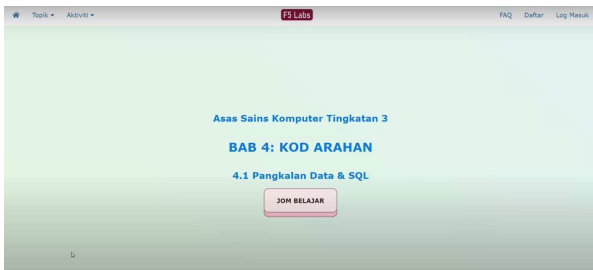 Topik Aktiviti F5 Labs FAQ Daftar Log Masuk
Asas Sains Komputer Tingkatan 3
BAB 4: KOD ARAHAN
4.1 Pangkalan Data & SQL
JOM BELAJAR